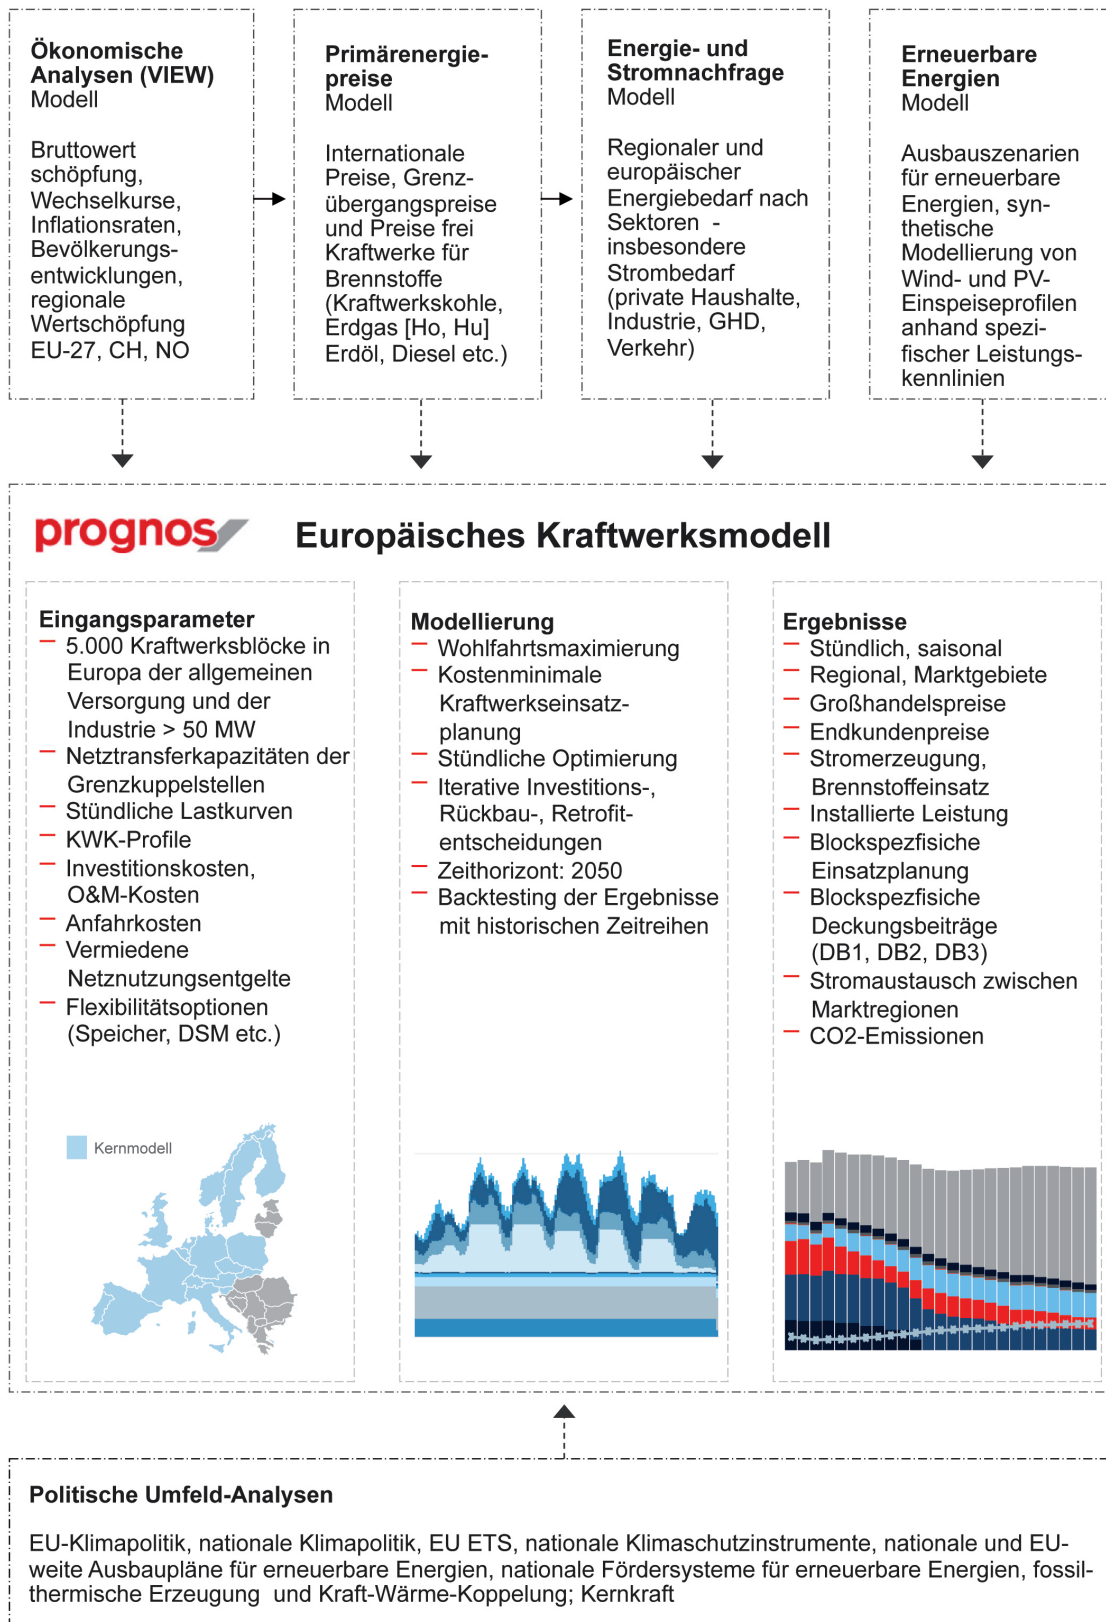 Ökonomische
Analysen (VIEW)
Modell
Bruttowert
schöpfung,
Wechselkurse,
Inflationsraten,
Bevölkerungs-
entwicklungen,
regionale
Wertschöpfung
EU-27, CH, NO
Primärenergie-
preise
Modell
Internationale
Preise, Grenz-
übergangspreise
und Preise frei
Kraftwerke für
Brennstoffe
(Kraftwerkskohle,
Erdgas [Ho, Hu]
Erdöl, Diesel etc.)
Energie- und
Stromnachfrage
Modell
Regionaler und
europäischer
Energiebedarf nach
Sektoren -
insbesondere
Strombedarf
(private Haushalte,
Industrie, GHD,
Verkehr)
Erneuerbare
Energien
Modell
Ausbauszenarien
für erneuerbare
Energien, syn-
thetische
Modellierung von
Wind- und PV-
Einspeiseprofilen
anhand spezi-
fischer Leistungs-
kennlinien
prognos Europäisches Kraftwerksmodell
Eingangsparameter
– 5.000 Kraftwerksblöcke in
Europa der allgemeinen
Versorgung und der
Industrie > 50 MW
– Netztransferkapazitäten der
Grenzkuppelstellen
– Stündliche Lastkurven
– KWK-Profile
– Investitionskosten,
O&M-Kosten
– Anfahrkosten
– Vermiedene
Netznutzungsentgelte
– Flexibilitätsoptionen
(Speicher, DSM etc.)
Kernmodell
Modellierung
– Wohlfahrtsmaximierung
– Kostenminimale
Kraftwerkseinsatz-
planung
– Stündliche Optimierung
– Iterative Investitions-,
Rückbau-, Retrofit-
entscheidungen
– Zeithorizont: 2050
– Backtesting der Ergebnisse
mit historischen Zeitreihen
Ergebnisse
– Stündlich, saisonal
– Regional, Marktgebiete
– Großhandelspreise
– Endkundenpreise
– Stromerzeugung,
Brennstoffeinsatz
– Installierte Leistung
– Blockspezfisiche
Einsatzplanung
– Blockspezfisiche
Deckungsbeiträge
(DB1, DB2, DB3)
– Stromaustausch zwischen
Marktregionen
– CO2-Emissionen
Politische Umfeld-Analysen
EU-Klimapolitik, nationale Klimapolitik, EU ETS, nationale Klimaschutzinstrumente, nationale und EU-
weite Ausbaupläne für erneuerbare Energien, nationale Fördersysteme für erneuerbare Energien, fossil-
thermische Erzeugung und Kraft-Wärme-Koppelung; Kernkraft